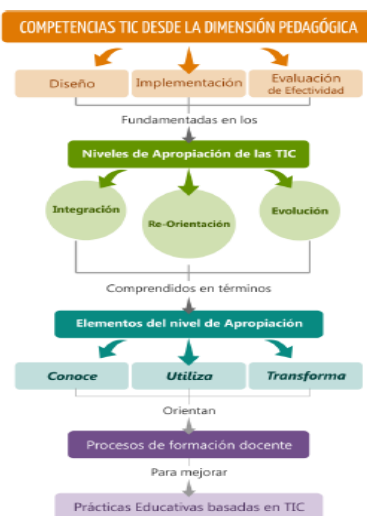 COMPETENCIAS TIC DESDE LA DIMENSIÓN PEDAGÓGICA
Diseño
Implementación
Evaluación
de Efectividad
Fundamentadas en los
Niveles de Apropiación de las TIC
Integración
Re-Orientación
Evolución
Comprendidos en términos
Elementos del nivel de Apropiación
Conoce
Utiliza
Transforma
Orientan
Procesos de formación docente
Para mejorar
Prácticas Educativas basadas en TIC